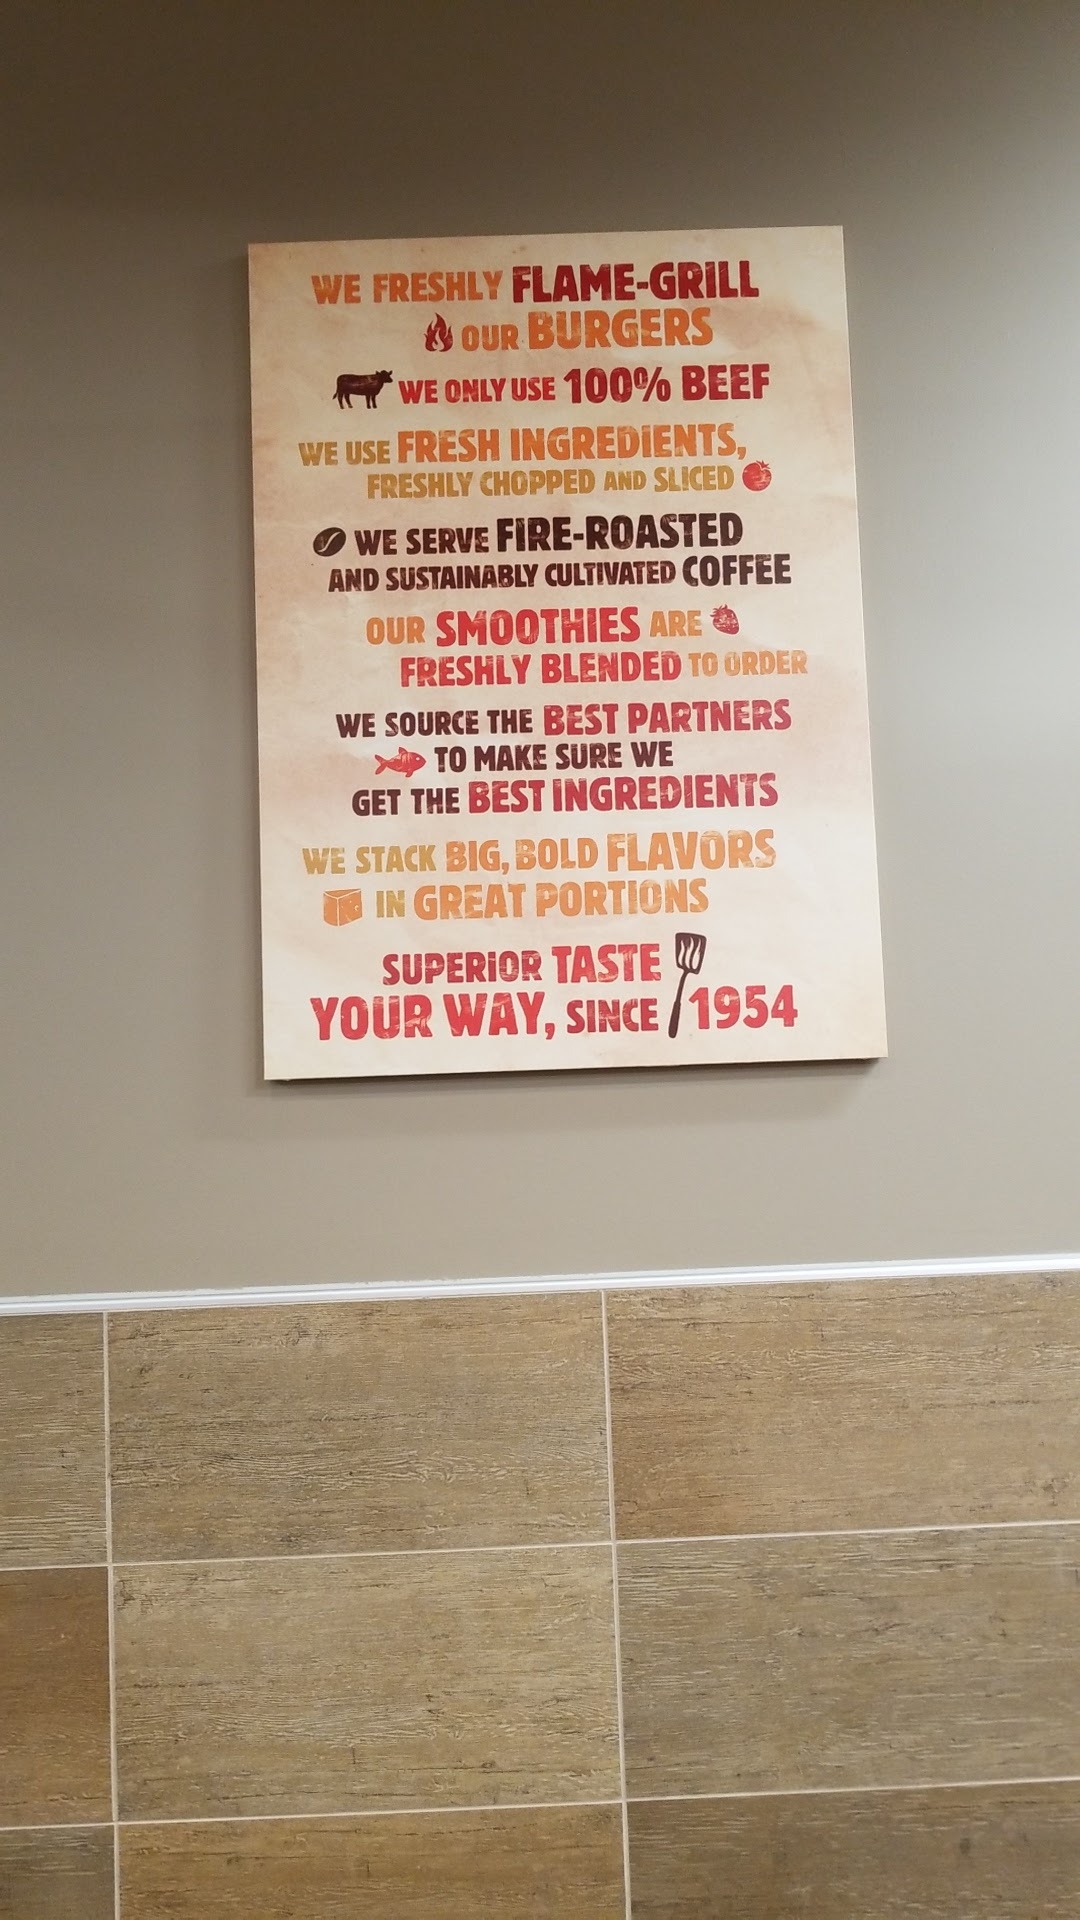 WE FRESHLY FLAME-GRILL
OUR BURGERS
WE ONLY USE 100% BEEF
WE USE FRESH INGREDIENTS,
FRESHLY CHOPPED AND SLICED
WE SERVE FIRE-ROASTED
AND SUSTAINABLY CULTIVATED COFFEE
OUR SMOOTHIES ARE
FRESHLY BLENDED TO ORDER
WE SOURCE THE BEST PARTNERS
TO MAKE SURE WE
GET THE BEST INGREDIENTS
WE STACK BIG, BOLD FLAVORS
IN GREAT PORTIONS
SUPERIOR TASTE
YOUR WAY, SINCE 1954